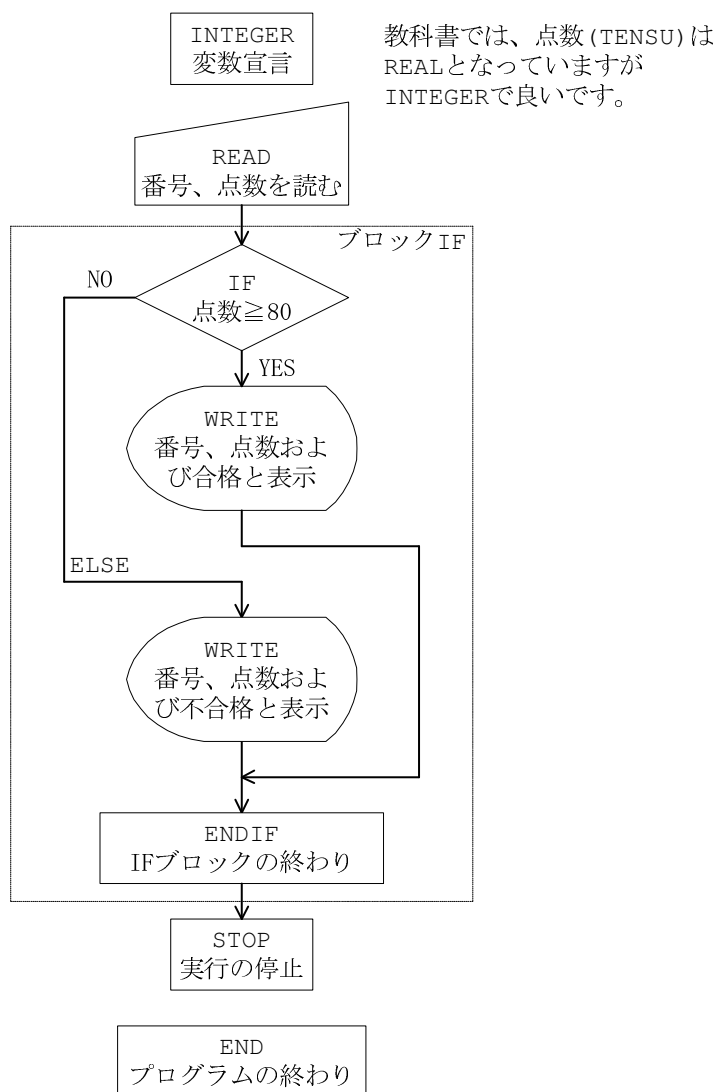 INTEGER
変数宣言
教科書では、点数(TENSU)は
REALとなっていますが
INTEGERで良いです。
READ
番号、点数を読む
ブロックIF
NO
IF
点数≧80
YES
WRITE
番号、点数およ
び合格と表示
ELSE
WRITE
番号、点数およ
び不合格と表示
ENDIF
IFブロックの終わり
STOP
実行の停止
END
プログラムの終わり